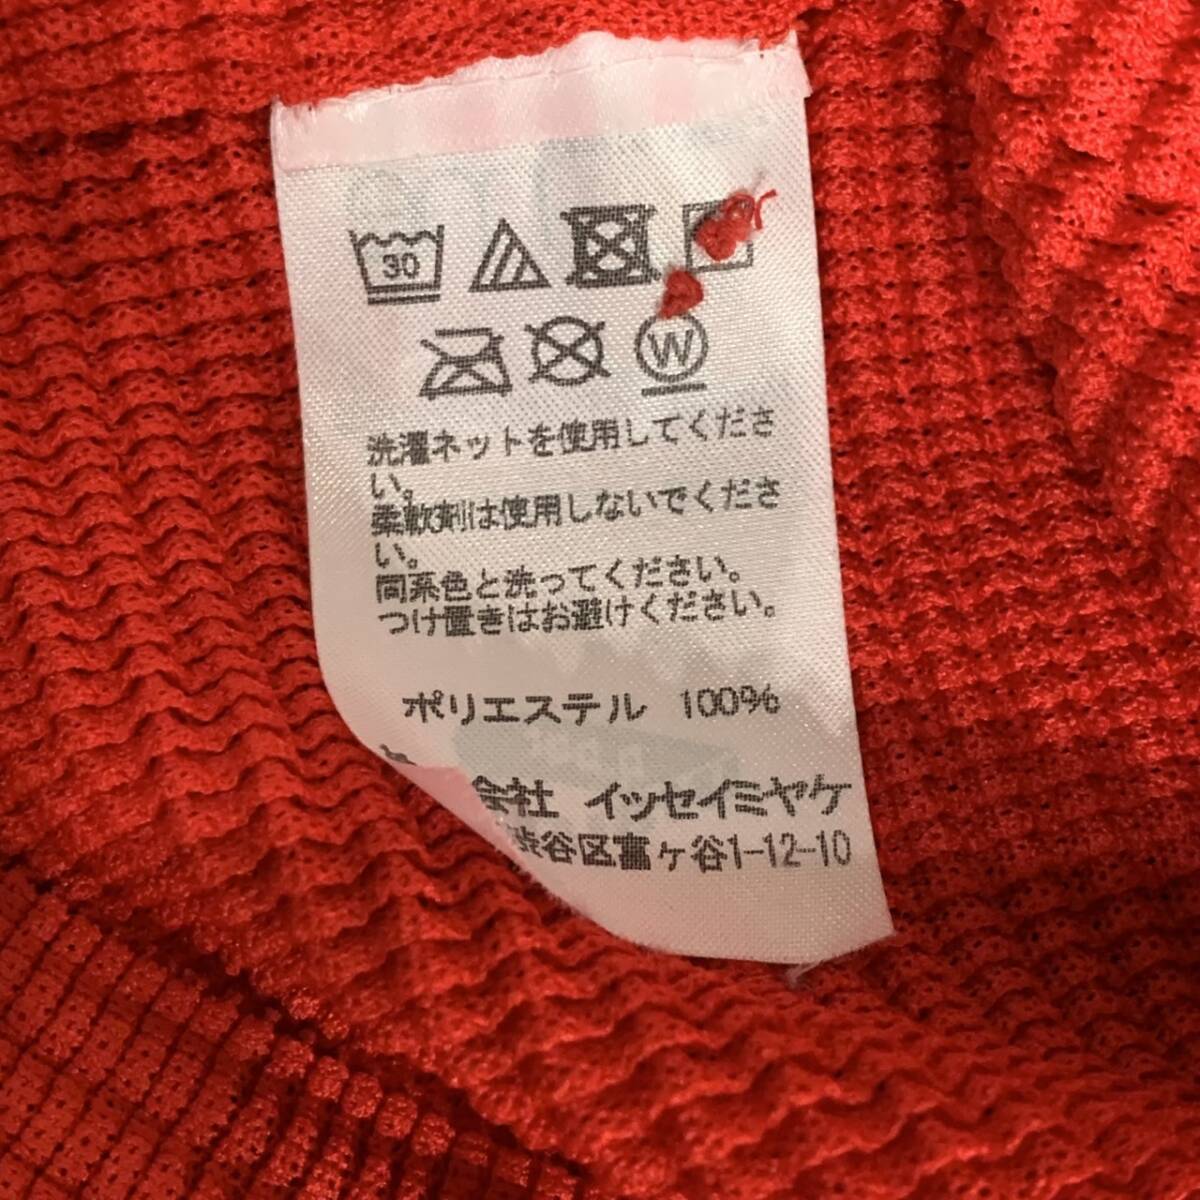 30
W
洗濯ネットを使用してくださ
い。
柔軟剤は使用しないでくださ
い。
同系色と洗ってください。
つけ置きはお避けください。
ポリエステル 100%
会社 イッセイミヤケ
渋谷区富ヶ谷1-12-10